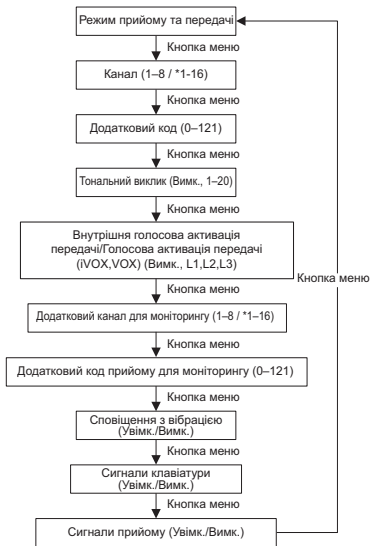 Режим прийому та передачі
Кнопка меню
Канал (1–8 / *1-16)
Кнопка меню
Додатковий код (0–121)
Кнопка меню
Тональний виклик (Вимк., 1–20)
Кнопка меню
Внутрішня голосова активація
передачі/Голосова активація передачі
(iVOX,VOX) (Вимк., L1,L2,L3)
Кнопка меню
Кнопка меню
Додатковий канал для моніторингу (1–8 / *1–16)
Кнопка меню
Додатковий код прийому для моніторингу (0–121)
Кнопка меню
Сповіщення з вібрацією
(Увімк./Вимк.)
Кнопка меню
Сигнали клавіатури
(Увімк./Вимк.)
Кнопка меню
Сигнали прийому (Увімк./Вимк.)